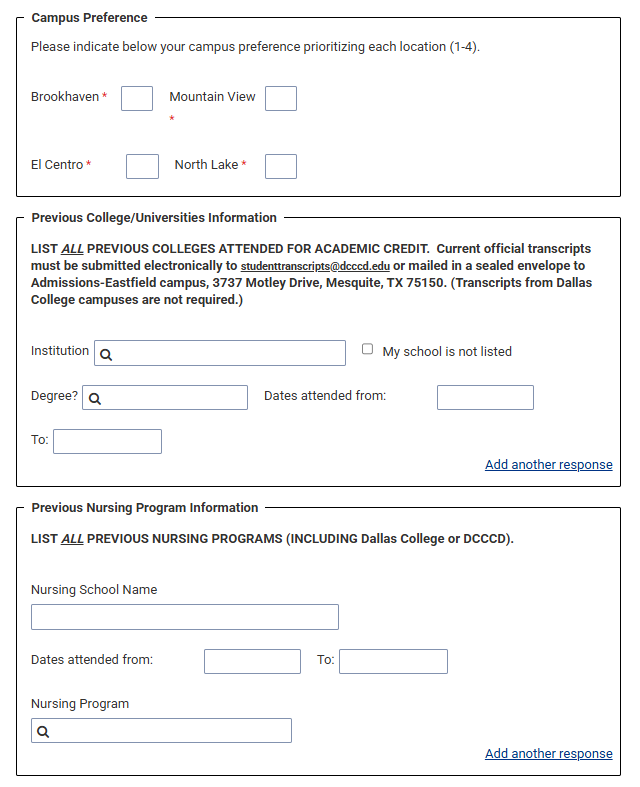 Campus Preference
Please indicate below your campus preference prioritizing each location (1-4).
Brookhaven * Mountain View
*
El Centro * North Lake *
Previous College/Universities Information
LIST ALL PREVIOUS COLLEGES ATTENDED FOR ACADEMIC CREDIT.  Current official transcripts
must be submitted electronically to studenttranscripts@dcccd.edu or mailed in a sealed envelope to
Admissions-Eastfield campus, 3737 Motley Drive, Mesquite, TX 75150. (Transcripts from Dallas
College campuses are not required.)
Institution My school is not listed
Degree? Dates attended from:
To:
Add another response
Previous Nursing Program Information
LIST ALL PREVIOUS NURSING PROGRAMS (INCLUDING Dallas College or DCCCD).
Nursing School Name
Dates attended from: To:
Nursing Program
Add another response